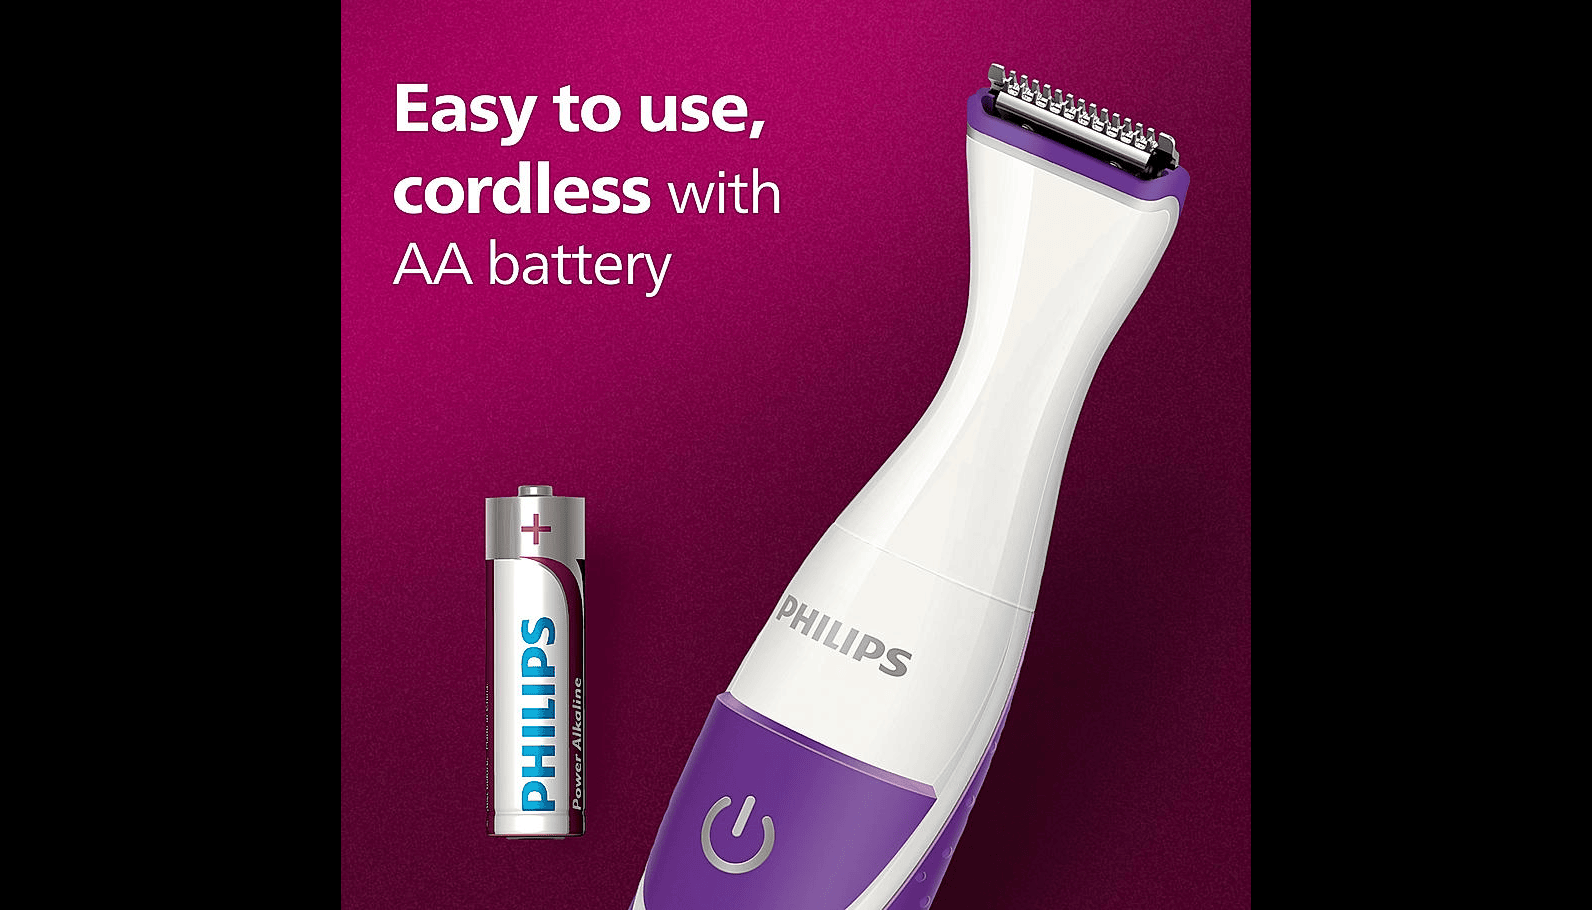 Easy to use,
cordless with
AA battery
+
PHILIPS
Power Alkaline
PHILIPS